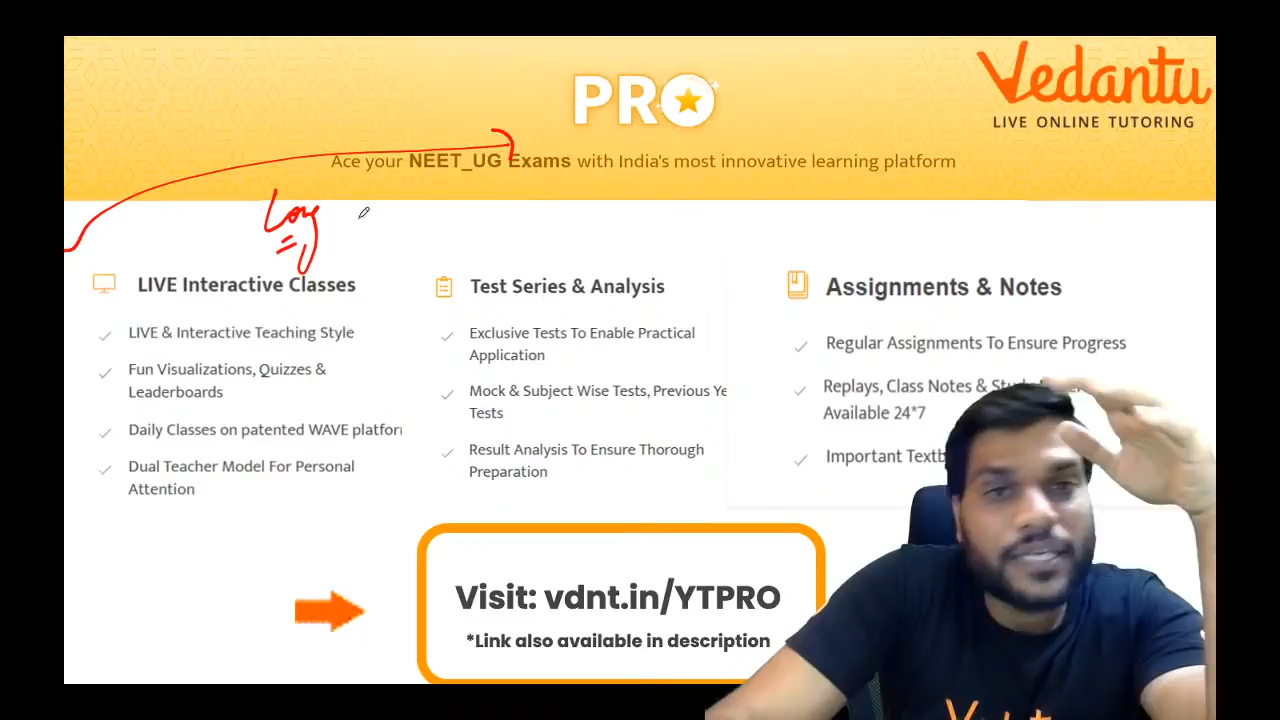 PRO
Vedantu
LIVE ONLINE TUTORING
Ace your NEET_UG Exams with India's most innovative learning platform
Long
LIVE Interactive Classes
LIVE & Interactive Teaching Style
Fun Visualizations, Quizzes &
Leaderboards
Daily Classes on patented WAVE platfor
Dual Teacher Model For Personal
Attention
Test Series & Analysis
Exclusive Tests To Enable Practical
Application
Mock & Subject Wise Tests, Previous Ye
Tests
Result Analysis To Ensure Thorough
Preparation
Assignments & Notes
Regular Assignments To Ensure Progress
Replays, Class Notes &
Available 24*7
Important
Visit: vdnt.in/YTPRO
*Link also available in description